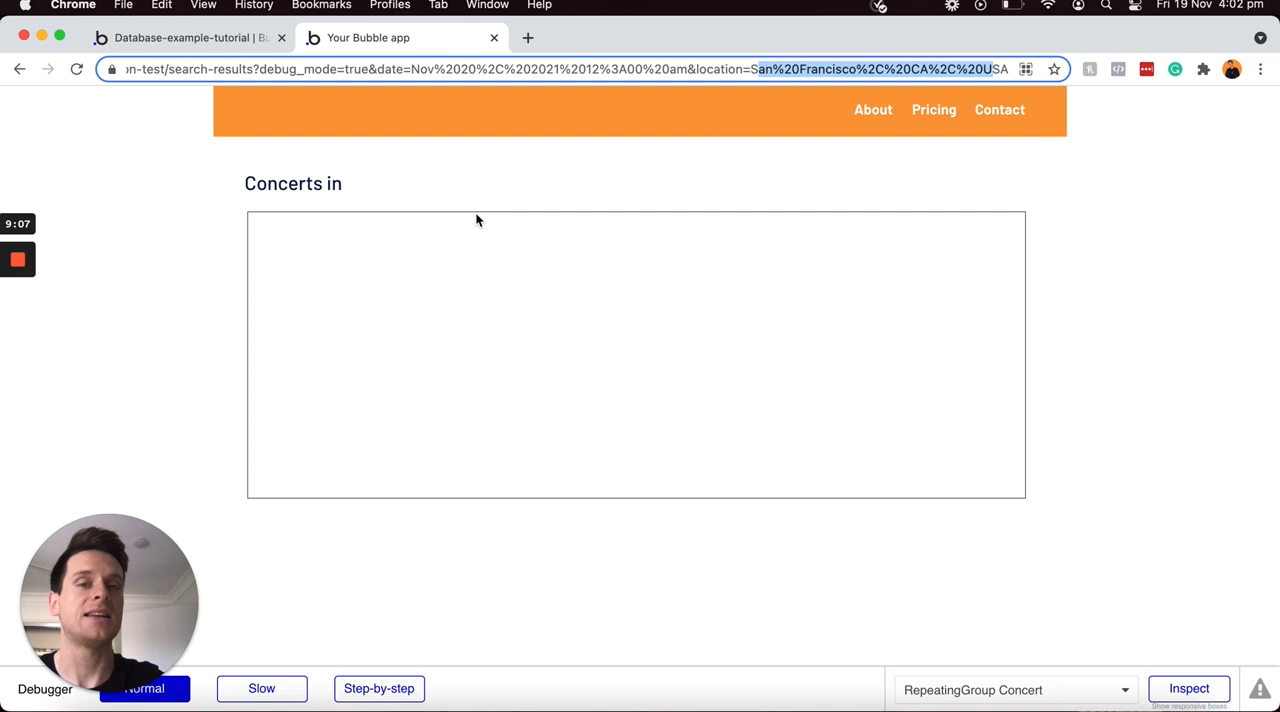 Chrome File Edit View History Bookmarks Profiles Tab Window Help Fri 19 Nov 4:02 pm
Database-example-tutorial | Bu Your Bubble app
on-test/search-results?debug_mode=true&date=Nov%2020%2C%202021%2012%3A00%20am&location=San%20Francisco%2C%20CA%2C%20USA
About Pricing Contact
Concerts in
9:07
Debugger Normal Slow Step-by-step RepeatingGroup Concert Inspect
Show responsive boxes